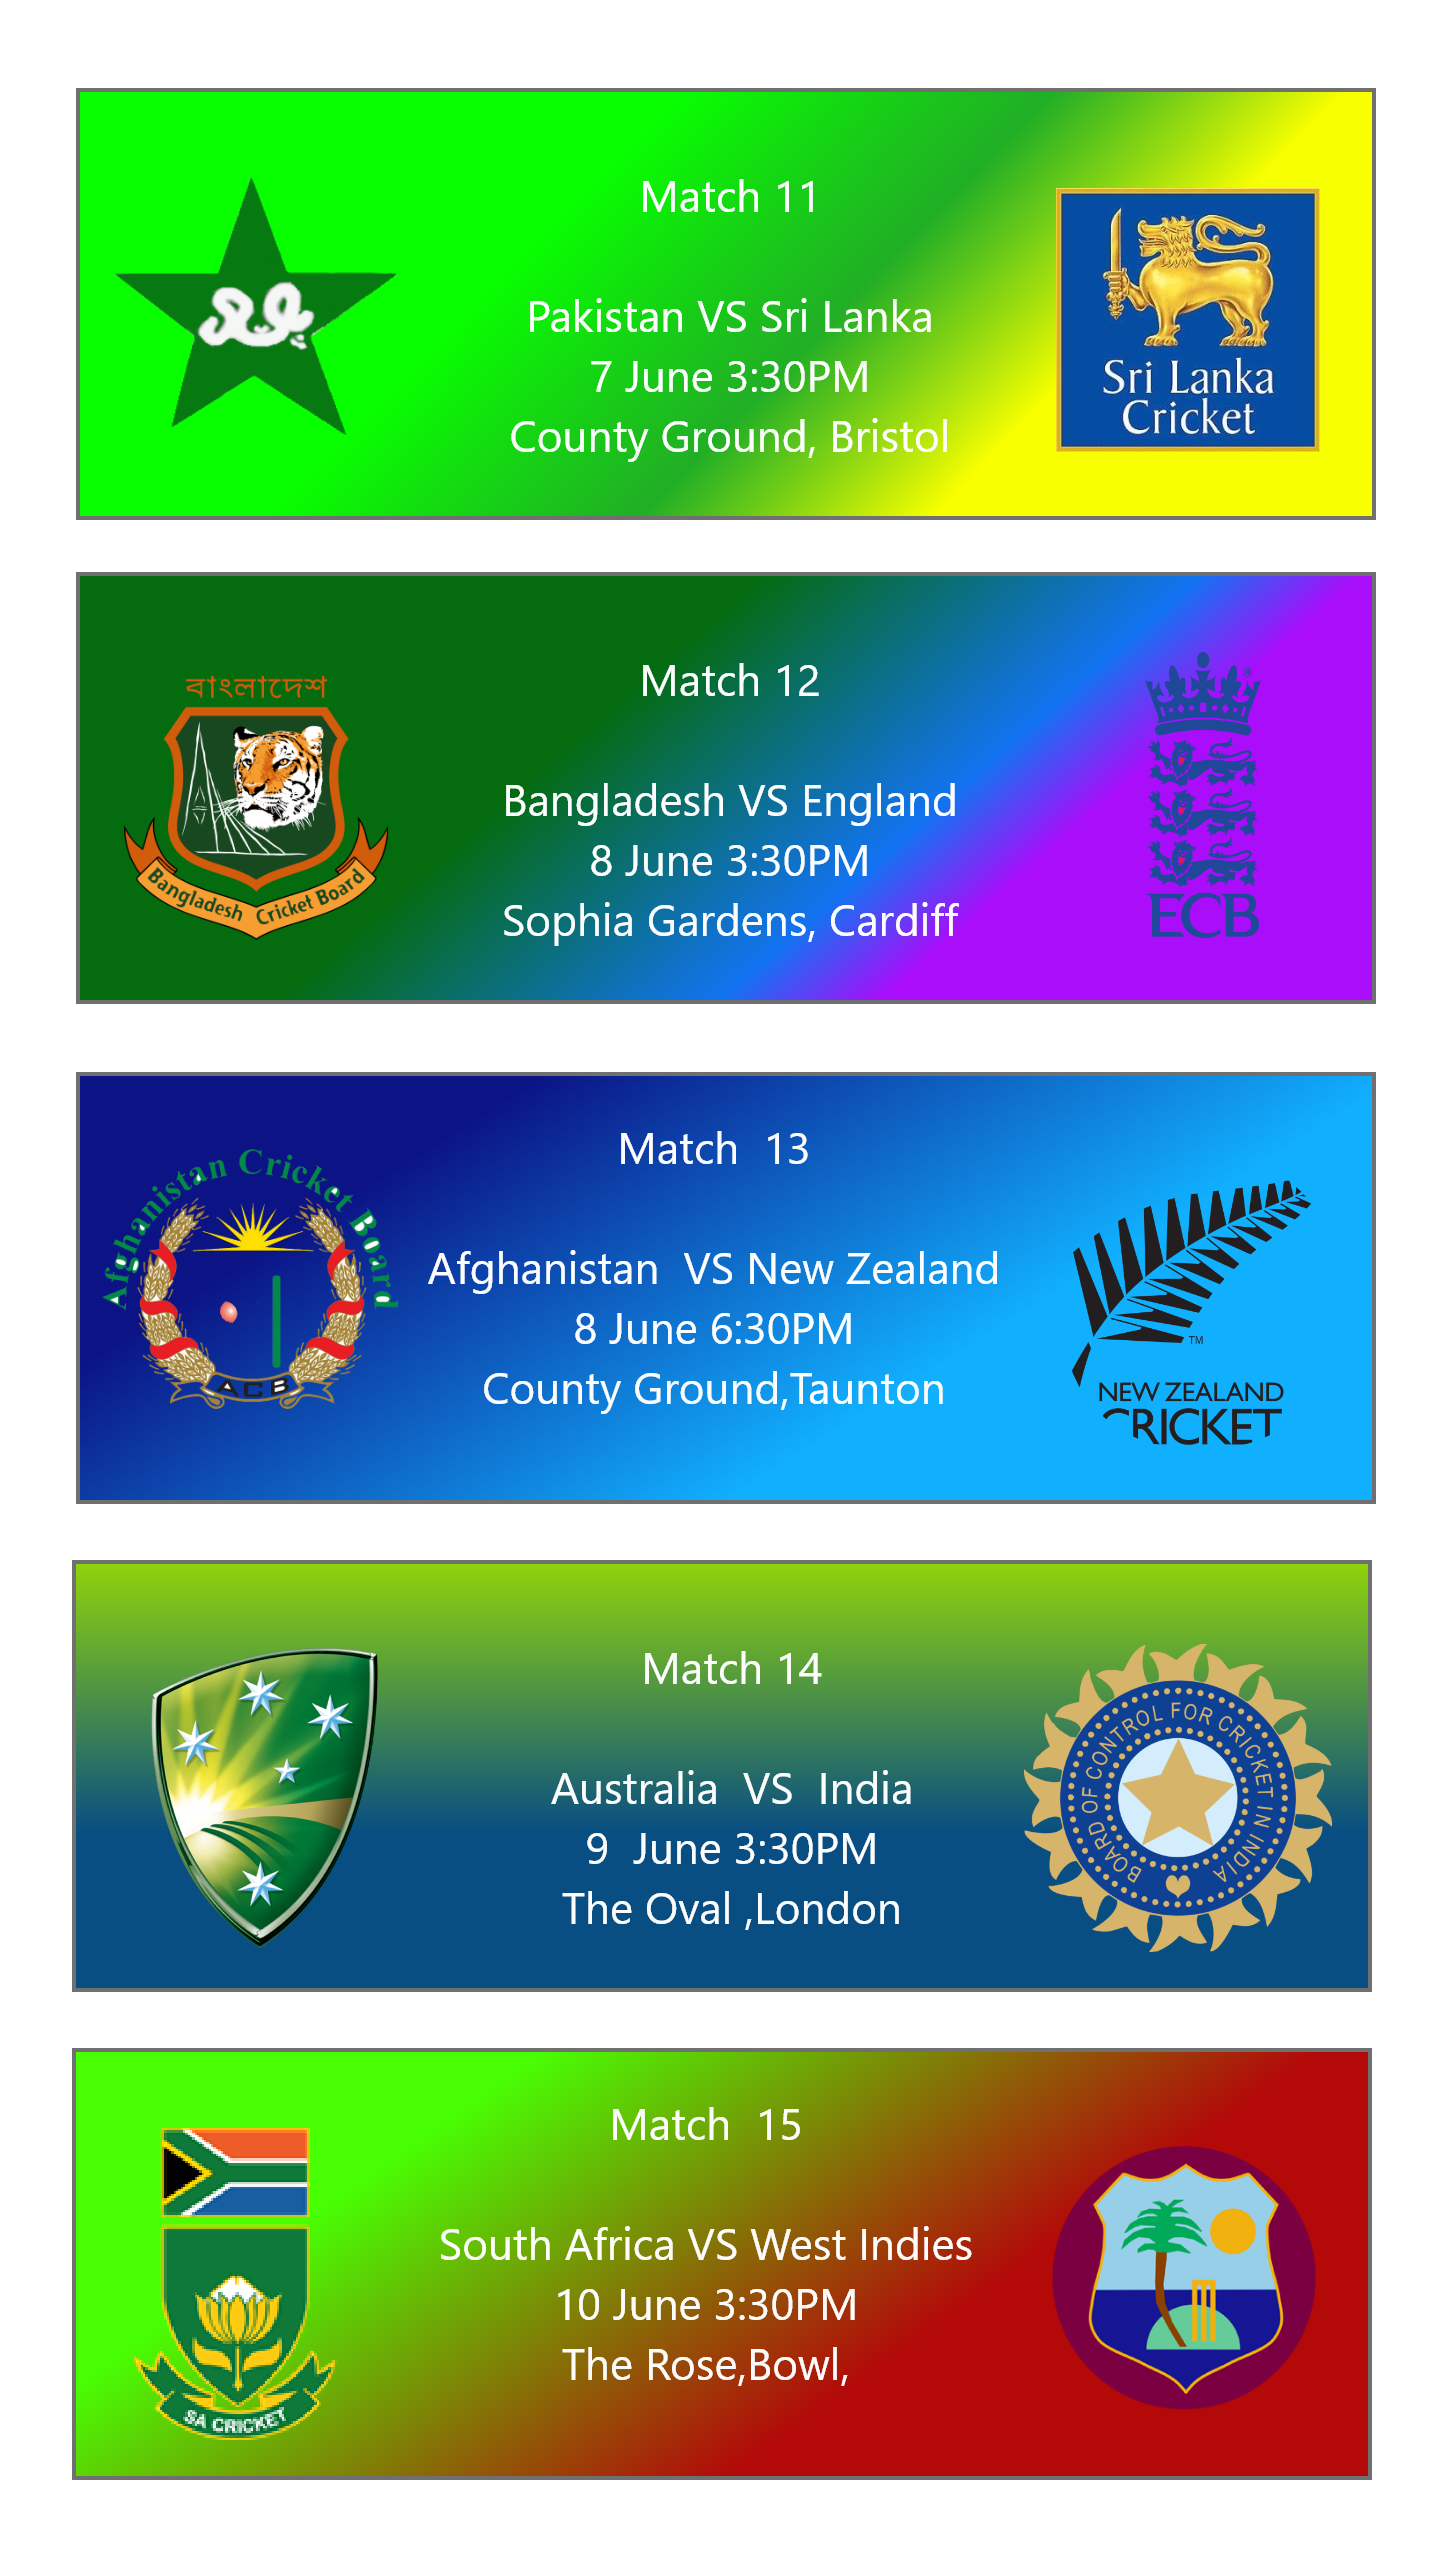 Match 11
Pakistan VS Sri Lanka
7 June 3:30PM
County Ground, Bristol
Sri Lanka
Cricket
Match 12
বাংলাদেশ
Bangladesh Cricket Board
Bangladesh VS England
8 June 3:30PM
Sophia Gardens, Cardiff
ECB
Match 13
Afghanistan Cricket Board
ACB
Afghanistan VS New Zealand
8 June 6:30PM
County Ground,Taunton
TM
NEW ZEALAND
CRICKET
Match 14
Australia VS India
9 June 3:30PM
The Oval ,London
BOARD OF CONTROL FOR CRICKET IN INDIA
Match 15
South Africa VS West Indies
10 June 3:30PM
The Rose,Bowl,
SA CRICKET